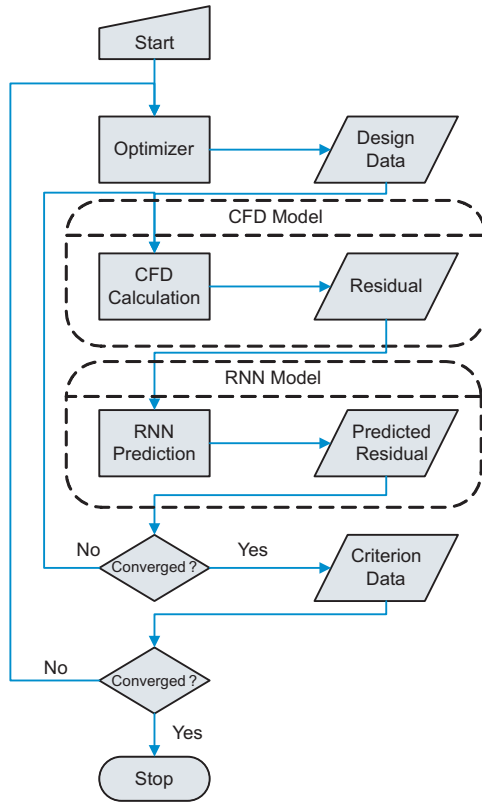 Start
Optimizer
Design
Data
CFD Model
CFD
Calculation
Residual
RNN Model
RNN
Prediction
Predicted
Residual
No
Converged ?
Yes
Criterion
Data
No
Converged ?
Yes
Stop